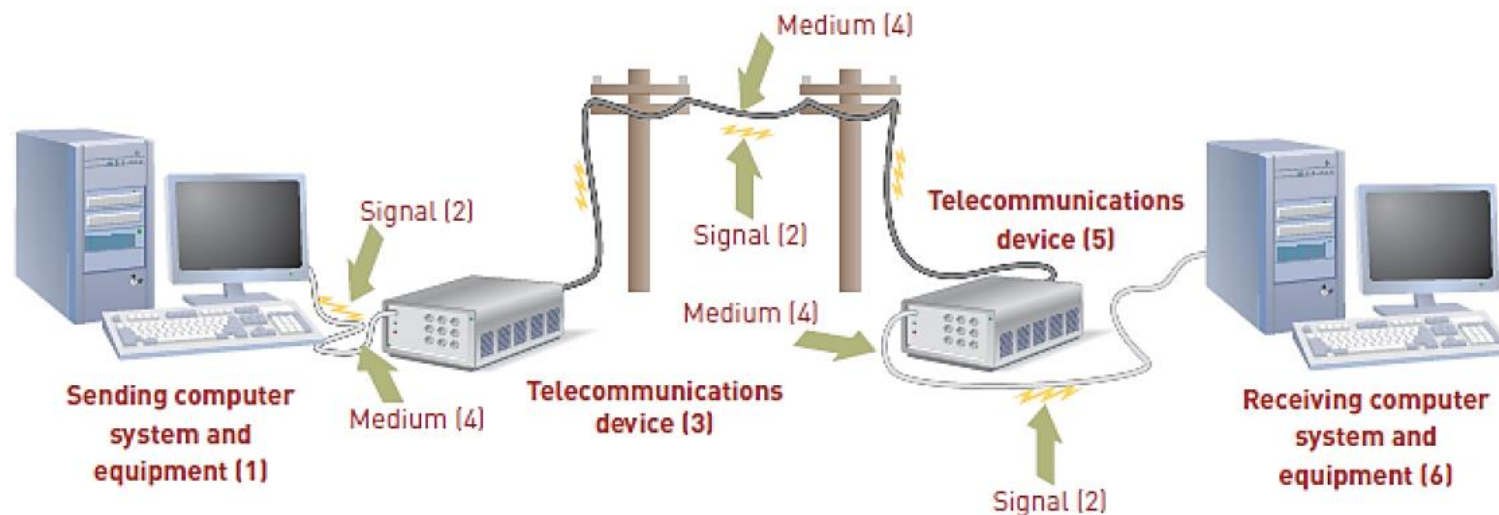 Medium (4)
Signal (2)
Signal (2)
Telecommunications
device (5)
Medium (4)
Sending computer
system and
equipment (1)
Medium (4)
Telecommunications
device (3)
Receiving computer
system and
equipment (6)
Signal (2)